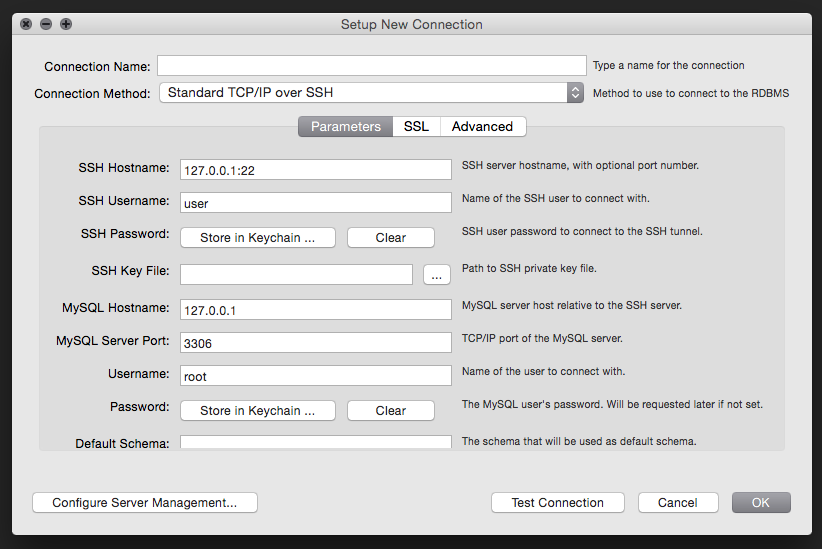 Setup New Connection
Connection Name: Type a name for the connection
Connection Method: Standard TCP/IP over SSH Method to use to connect to the RDBMS
Parameters SSL Advanced
SSH Hostname: 127.0.0.1:22 SSH server hostname, with optional port number.
SSH Username: user Name of the SSH user to connect with.
SSH Password: Store in Keychain ... Clear SSH user password to connect to the SSH tunnel.
SSH Key File: ... Path to SSH private key file.
MySQL Hostname: 127.0.0.1 MySQL server host relative to the SSH server.
MySQL Server Port: 3306 TCP/IP port of the MySQL server.
Username: root Name of the user to connect with.
Password: Store in Keychain ... Clear The MySQL user's password. Will be requested later if not set.
Default Schema: The schema that will be used as default schema.
Configure Server Management... Test Connection Cancel OK